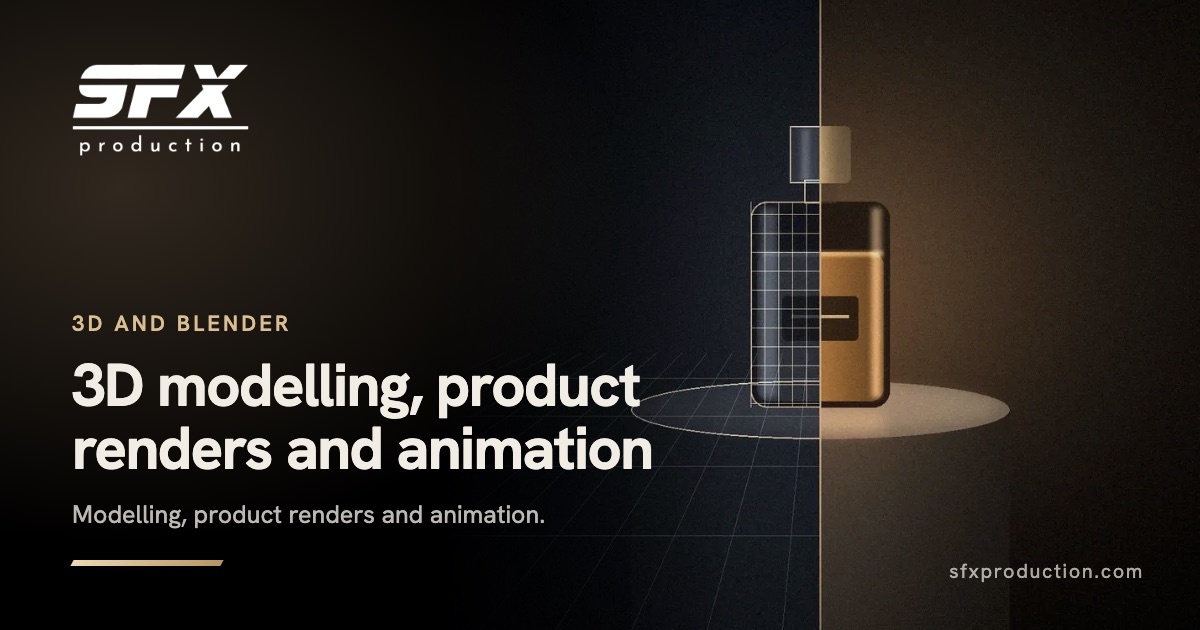 SFX
production
3D AND BLENDER
3D modelling, product
renders and animation
Modelling, product renders and animation.
sfxproduction.com